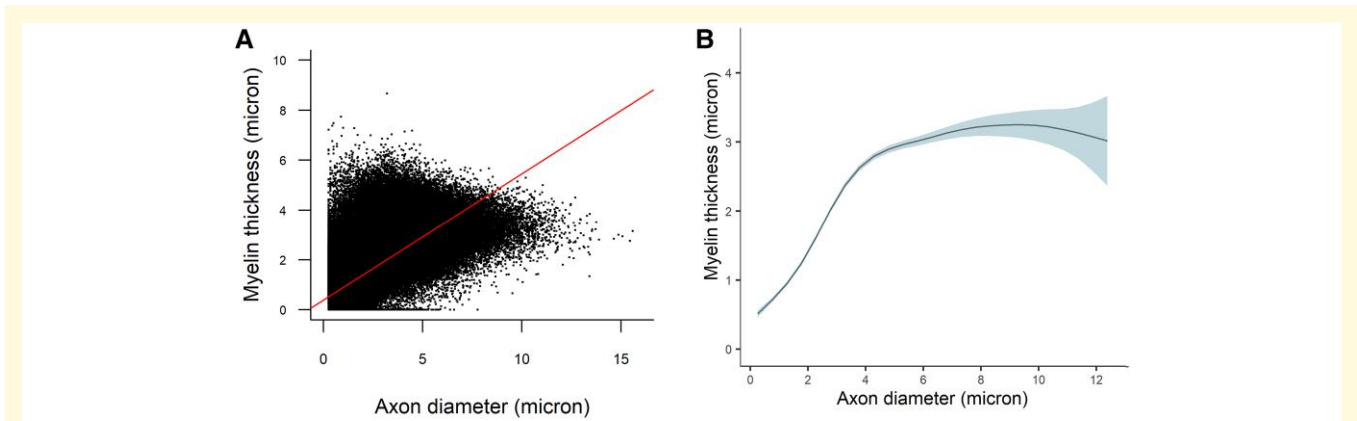 A
Myelin thickness (micron)
10
8
6
4
2
0
0 5 10 15
Axon diameter (micron)
B
Myelin thickness (micron)
4
3
2
1
0
0 2 4 6 8 10 12
Axon diameter (micron)